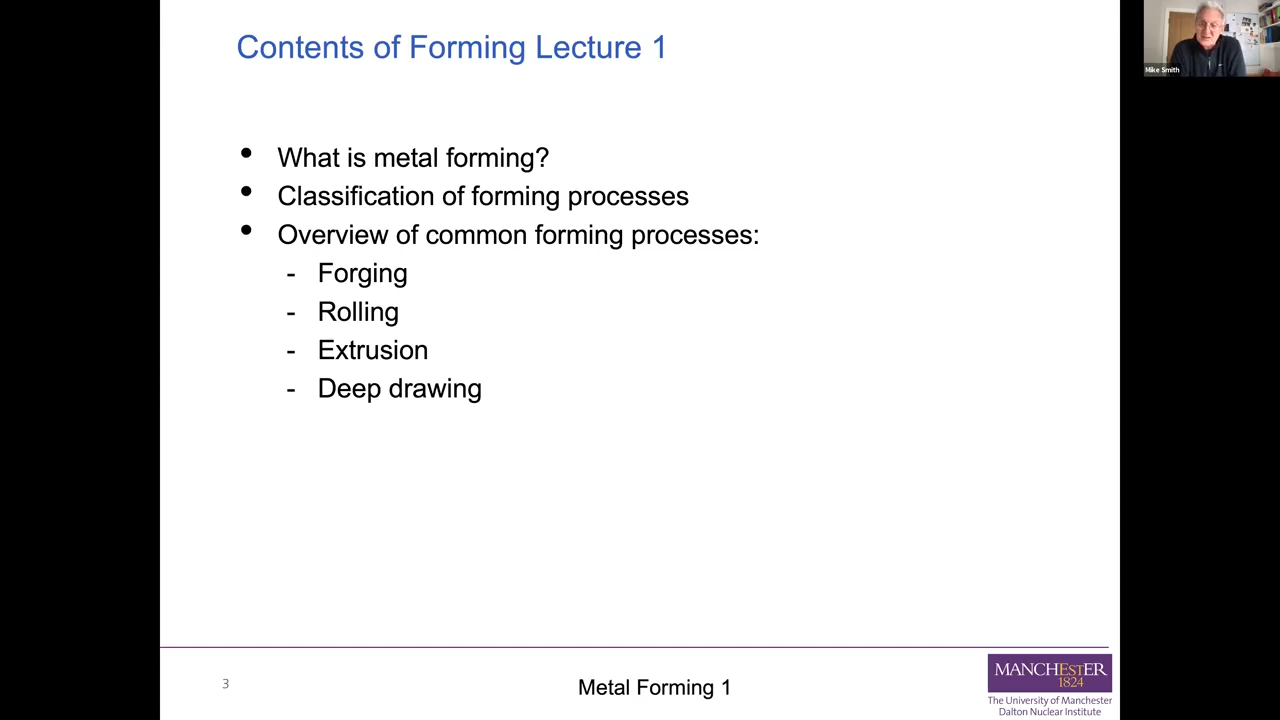 Contents of Forming Lecture 1
Mike Smith
• What is metal forming?
• Classification of forming processes
• Overview of common forming processes:
- Forging
- Rolling
- Extrusion
- Deep drawing
3
Metal Forming 1
MANCHESTER
1824
The University of Manchester
Dalton Nuclear Institute